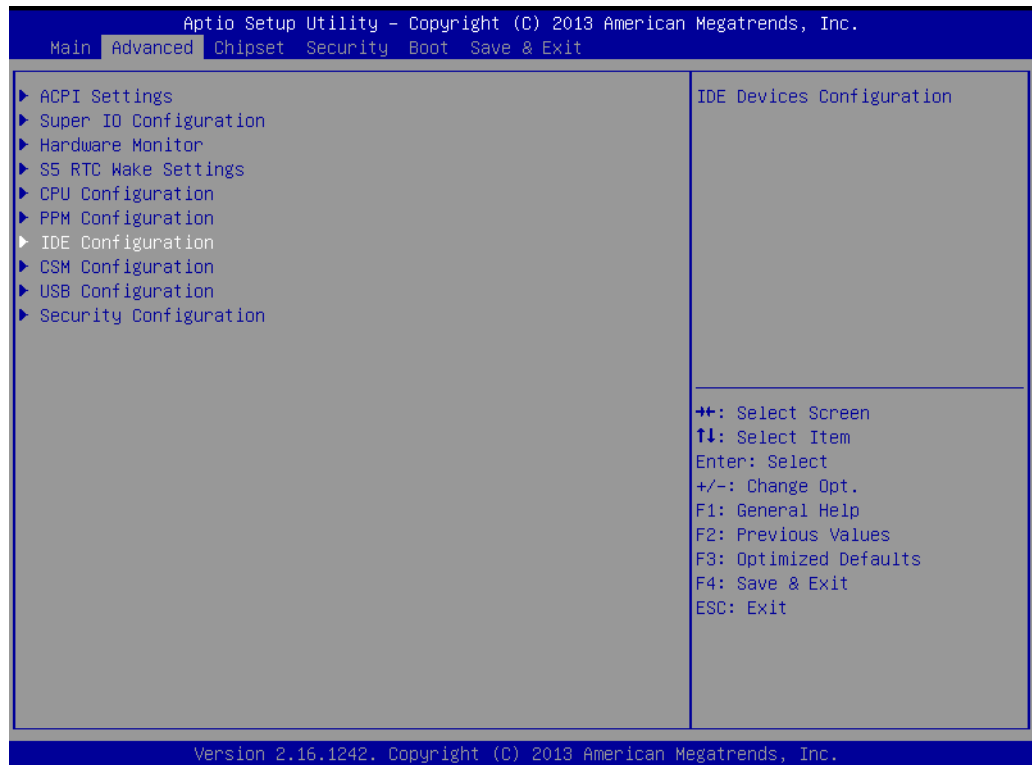 Aptio Setup Utility – Copyright (C) 2013 American Megatrends, Inc.
Main Advanced Chipset Security Boot Save & Exit
▶ ACPI Settings
▶ Super IO Configuration
▶ Hardware Monitor
▶ S5 RTC Wake Settings
▶ CPU Configuration
▶ PPM Configuration
▶ IDE Configuration
▶ CSM Configuration
▶ USB Configuration
▶ Security Configuration
IDE Devices Configuration
→←: Select Screen
↑↓: Select Item
Enter: Select
+/-: Change Opt.
F1: General Help
F2: Previous Values
F3: Optimized Defaults
F4: Save & Exit
ESC: Exit
Version 2.16.1242. Copyright (C) 2013 American Megatrends, Inc.